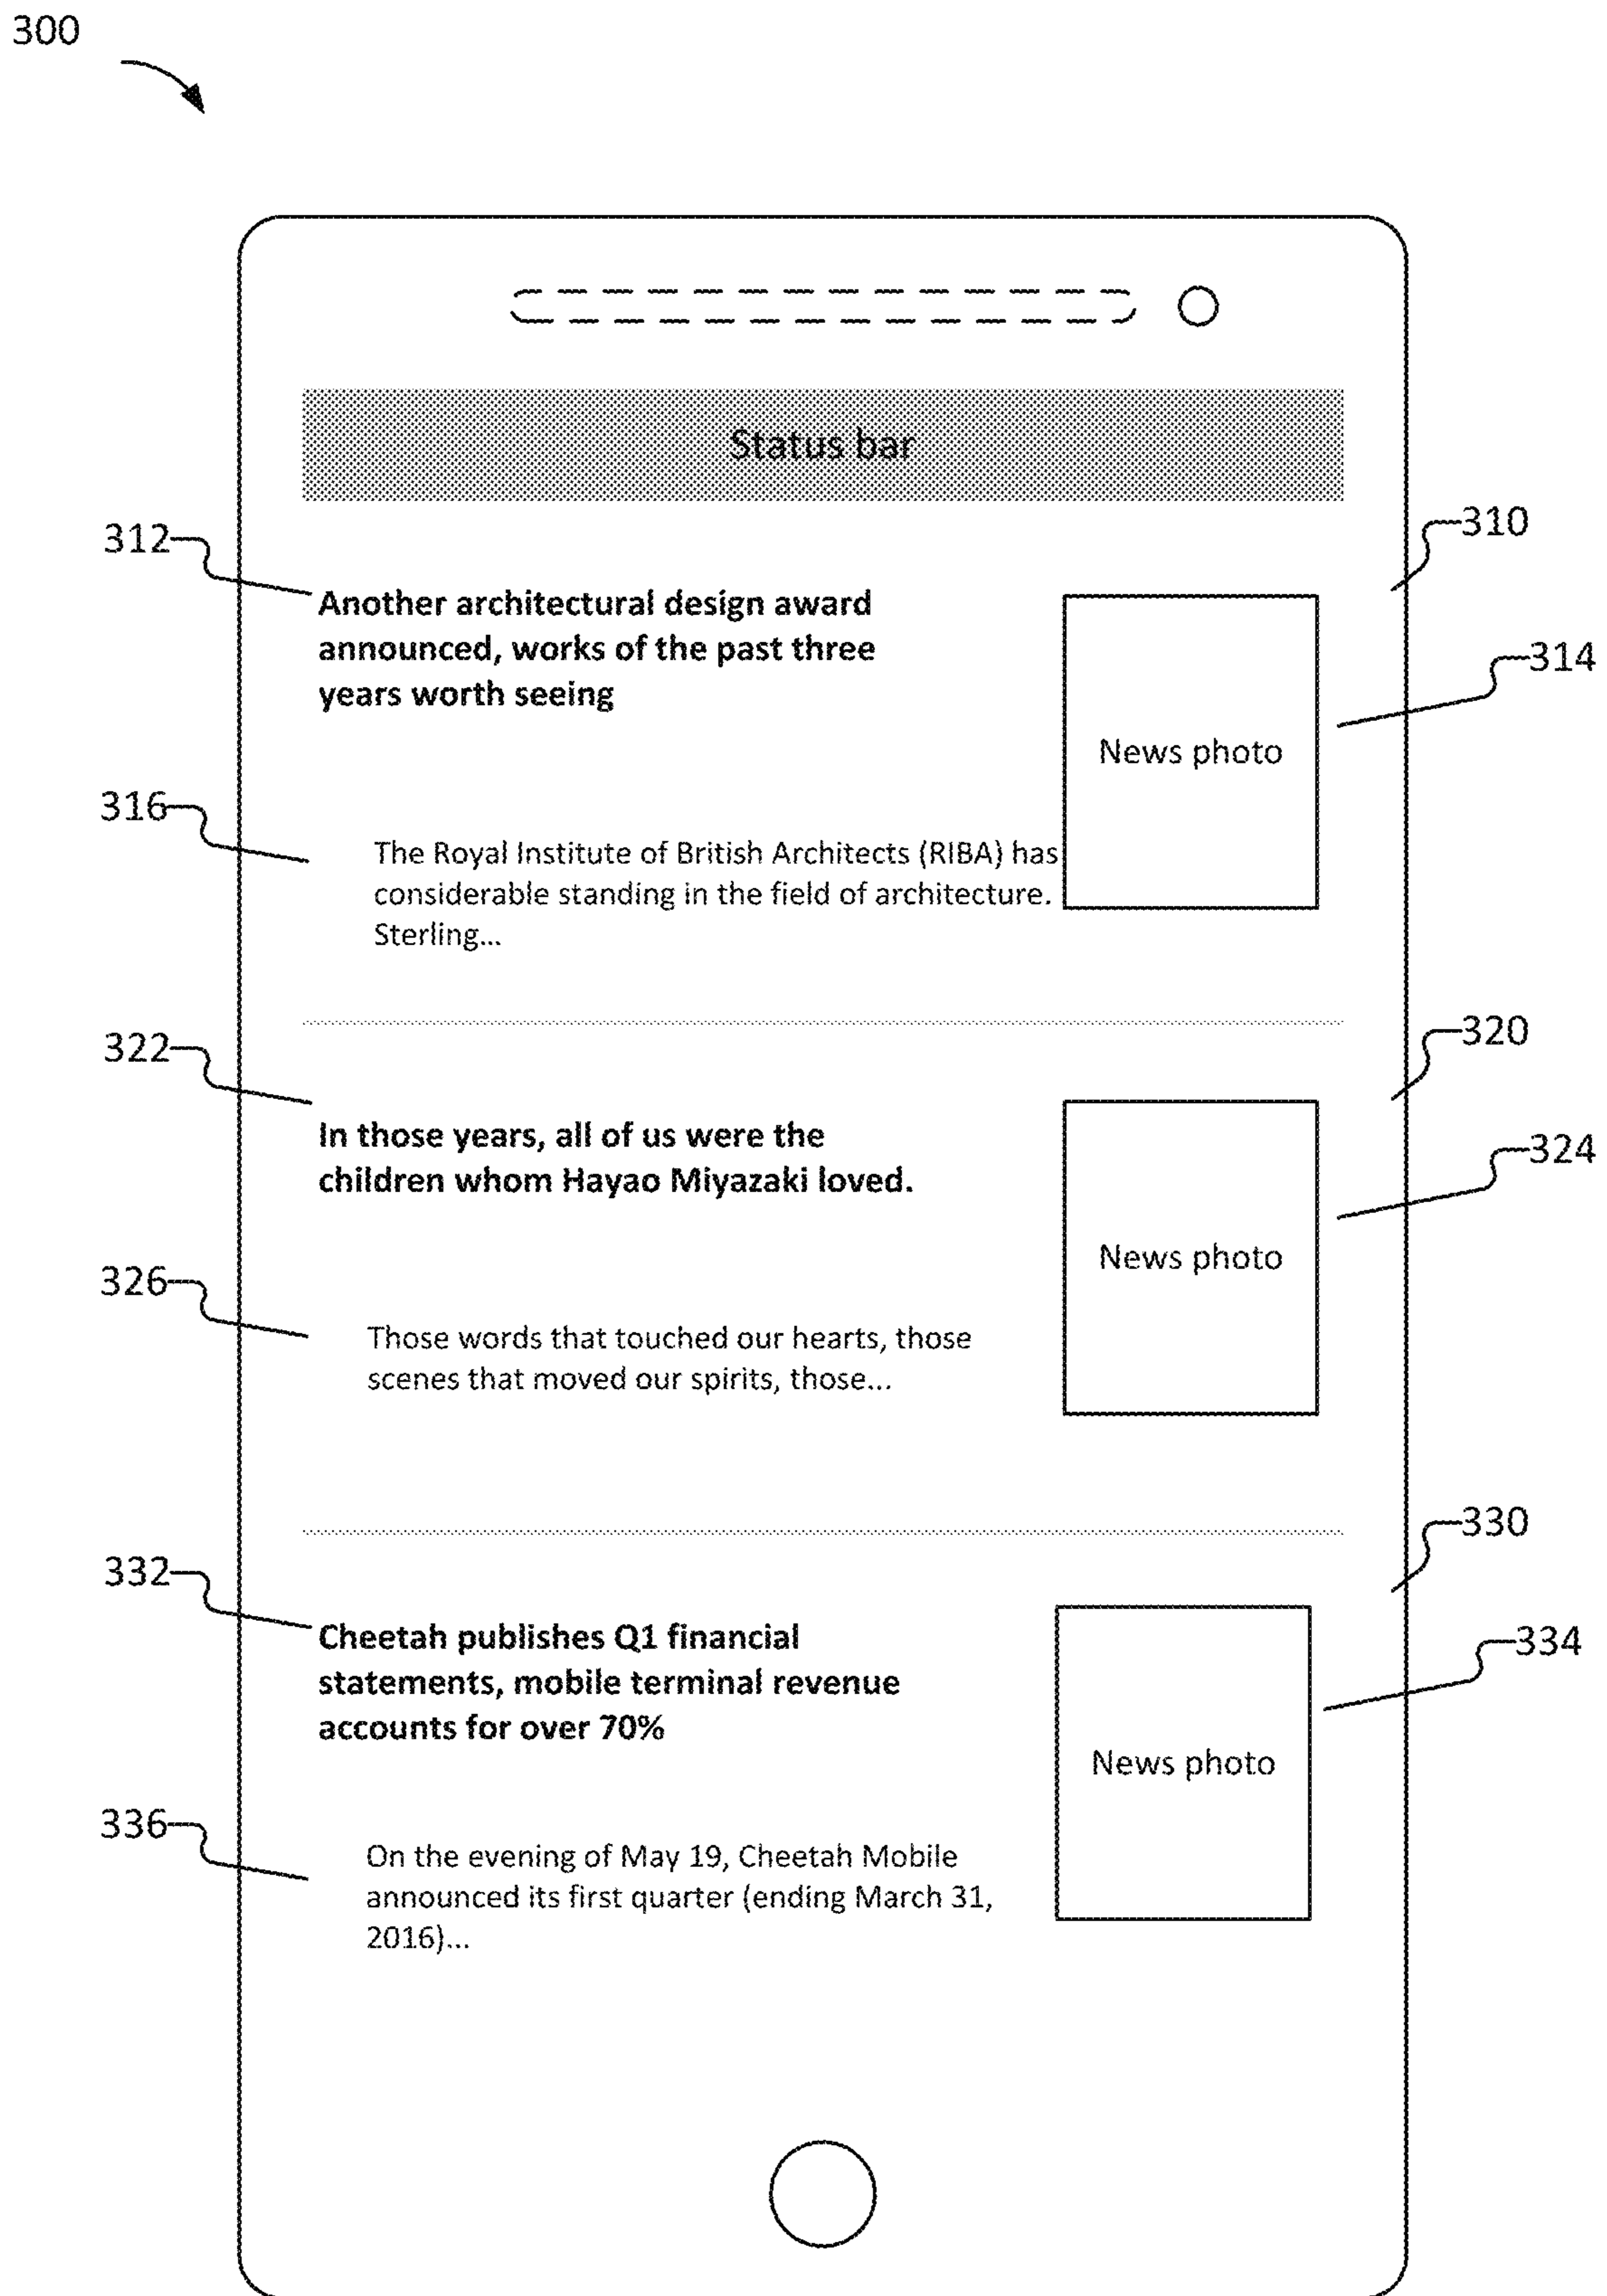 300
Status bar
312
310
Another architectural design award
announced, works of the past three
years worth seeing
314
News photo
316
The Royal Institute of British Architects (RIBA) has
considerable standing in the field of architecture.
Sterling...
322
320
In those years, all of us were the
children whom Hayao Miyazaki loved.
324
News photo
326
Those words that touched our hearts, those
scenes that moved our spirits, those...
332
330
Cheetah publishes Q1 financial
statements, mobile terminal revenue
accounts for over 70%
334
News photo
336
On the evening of May 19, Cheetah Mobile
announced its first quarter (ending March 31,
2016)...